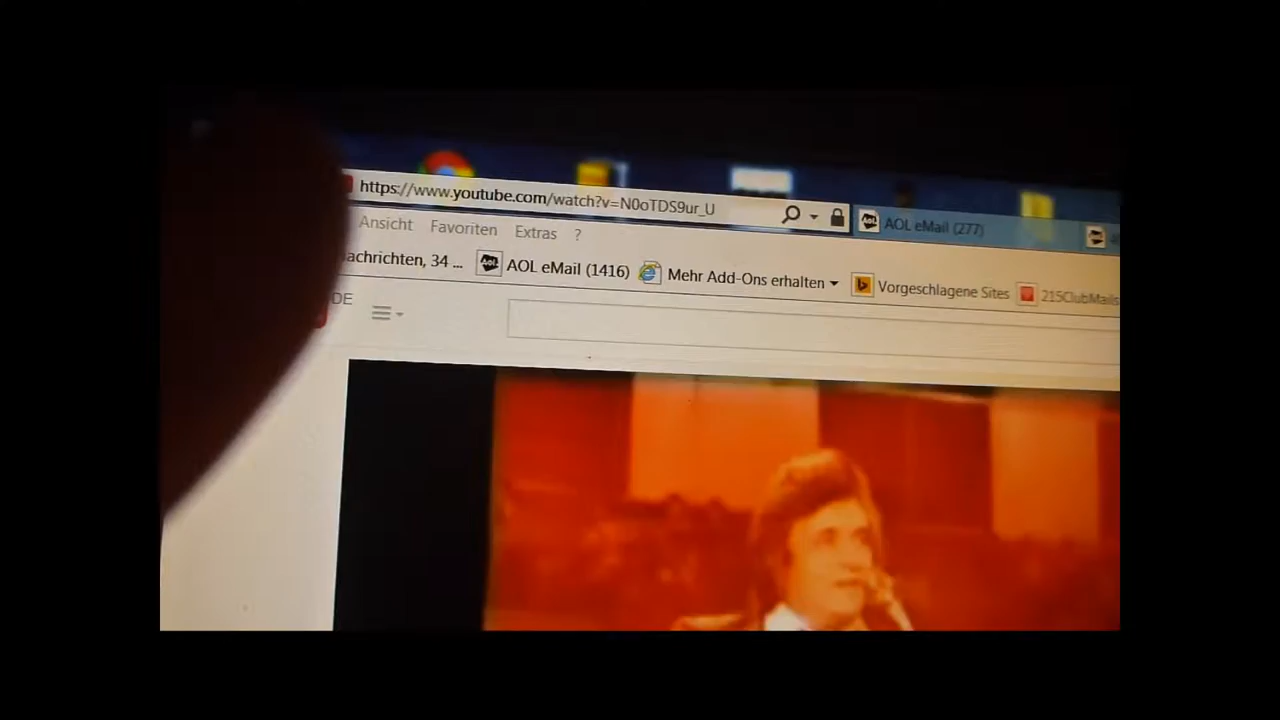 https://www.youtube.com/watch?v=N0oTDS9ur_U
AOL eMail (277)
Ansicht Favoriten Extras ?
achrichten, 34 ... AOL eMail (1416) Mehr Add-Ons erhalten Vorgeschlagene Sites 215ClubMails
DE